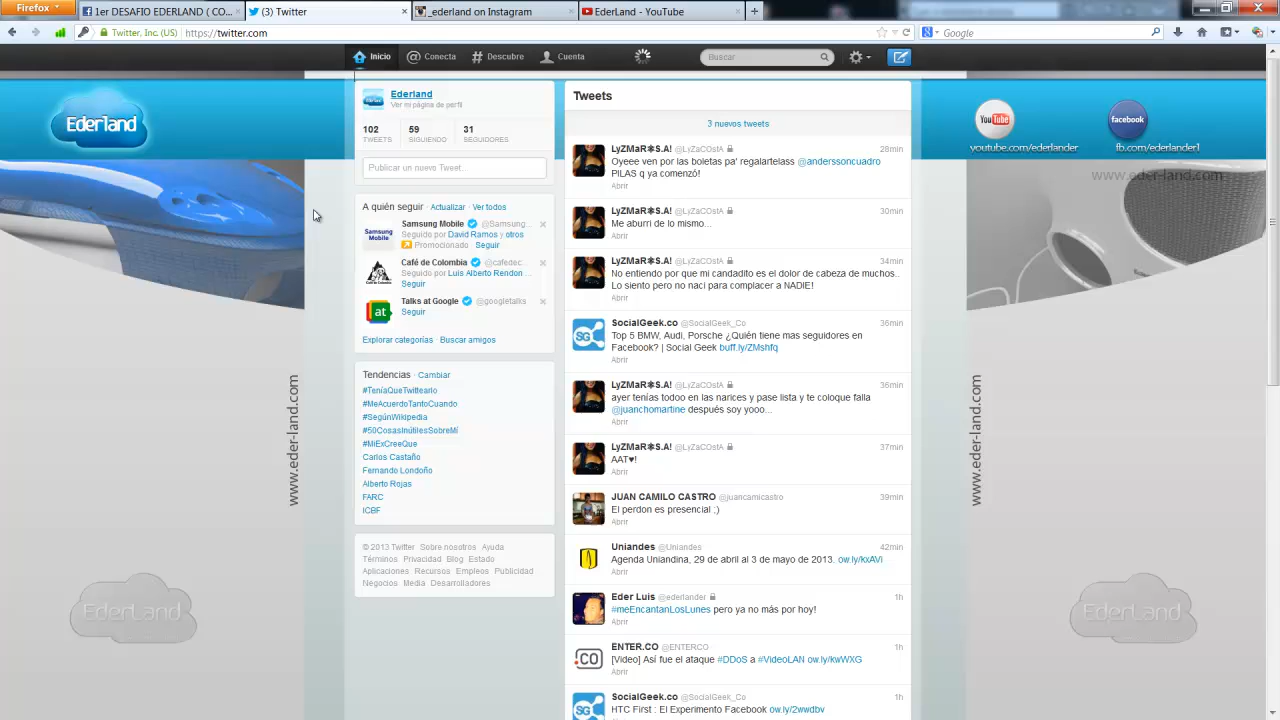 Firefox
1er DESAFIO EDERLAND ( CO...
(3) Twitter
_ederland on Instagram
EderLand - YouTube
Twitter, Inc. (US)
https://twitter.com
Google
Inicio
Conecta
Descubre
Cuenta
Buscar
Ederland
YouTube
youtube.com/ederlander
facebook
fb.com/ederlander1
www.eder-land.com
Ederland
Ver mi página de perfil
102 TWEETS
59 SIGUIENDO
31 SEGUIDORES
Publicar un nuevo Tweet...
A quién seguir · Actualizar · Ver todos
SAMSUNG Mobile
Samsung Mobile @Samsung...
Seguido por David Ramos y otros
Promocionado · Seguir
Café de Colombia @cafedec...
Seguido por Luis Alberto Rendon ...
Seguir
at
Talks at Google @googletalks
Seguir
Explorar categorías · Buscar amigos
Tendencias · Cambiar
#TeníaQueTwittearlo
#MeAcuerdoTantoCuando
#SegúnWikipedia
#50CosasInútilesSobreMí
#MiExCreeQue
Carlos Castaño
Fernando Londoño
Alberto Rojas
FARC
ICBF
© 2013 Twitter Sobre nosotros Ayuda
Términos Privacidad Blog Estado
Aplicaciones Recursos Empleos Publicidad
Negocios Media Desarrolladores
Tweets
3 nuevos tweets
LyZMaR❃S.A! @LyZaCOstA 28min
Oyeee ven por las boletas pa' regalartelass @anderssoncuadro
PILAS q ya comenzó!
Abrir
LyZMaR❃S.A! @LyZaCOstA 30min
Me aburri de lo mismo...
Abrir
LyZMaR❃S.A! @LyZaCOstA 34min
No entiendo por que mi candadito es el dolor de cabeza de muchos..
Lo siento pero no naci para complacer a NADIE!
Abrir
SG
SocialGeek.co @SocialGeek_Co 36min
Top 5 BMW, Audi, Porsche ¿Quién tiene mas seguidores en
Facebook? | Social Geek buff.ly/ZMshfq
Abrir
LyZMaR❃S.A! @LyZaCOstA 36min
ayer tenías todoo en las narices y pase lista y te coloque falla
@juanchomartine después soy yooo...
Abrir
LyZMaR❃S.A! @LyZaCOstA 37min
AAT♥!
Abrir
JUAN CAMILO CASTRO @juancamicastro 39min
El perdon es presencial ;)
Abrir
Uniandes @Uniandes 42min
Agenda Uniandina, 29 de abril al 3 de mayo de 2013. ow.ly/kxAVi
Abrir
Eder Luis @ederlander 1h
#meEncantanLosLunes pero ya no más por hoy!
Abrir
.CO
ENTER.CO @ENTERCO 1h
[Video] Así fue el ataque #DDoS a #VideoLAN ow.ly/kwWXG
Abrir
SG
SocialGeek.co @SocialGeek_Co 1h
HTC First : El Experimento Facebook ow.ly/2wwdbv
www.eder-land.com
www.eder-land.com
EderLand
EderLand